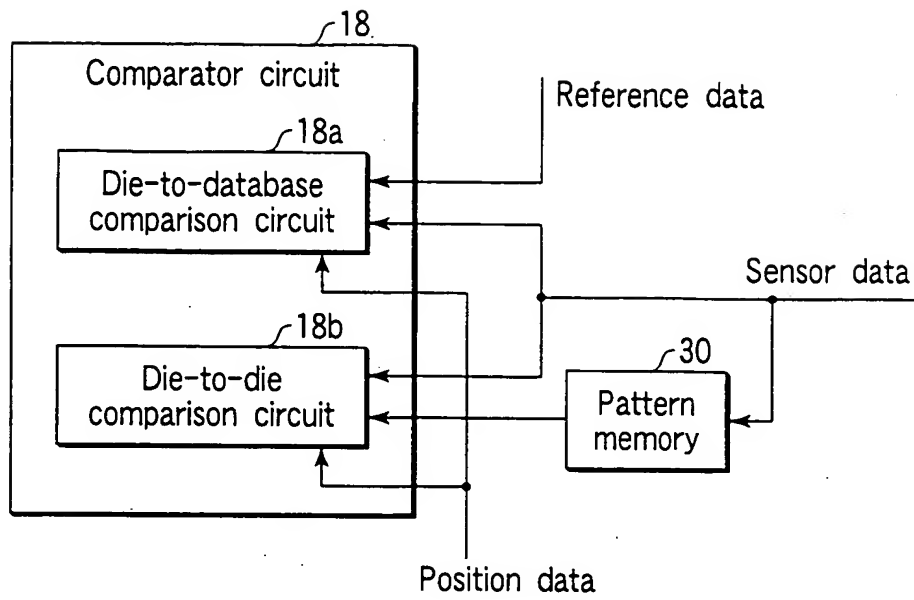 18
Comparator circuit
Reference data
18a
Die-to-database
comparison circuit
Sensor data
18b
Die-to-die
comparison circuit
30
Pattern
memory
Position data